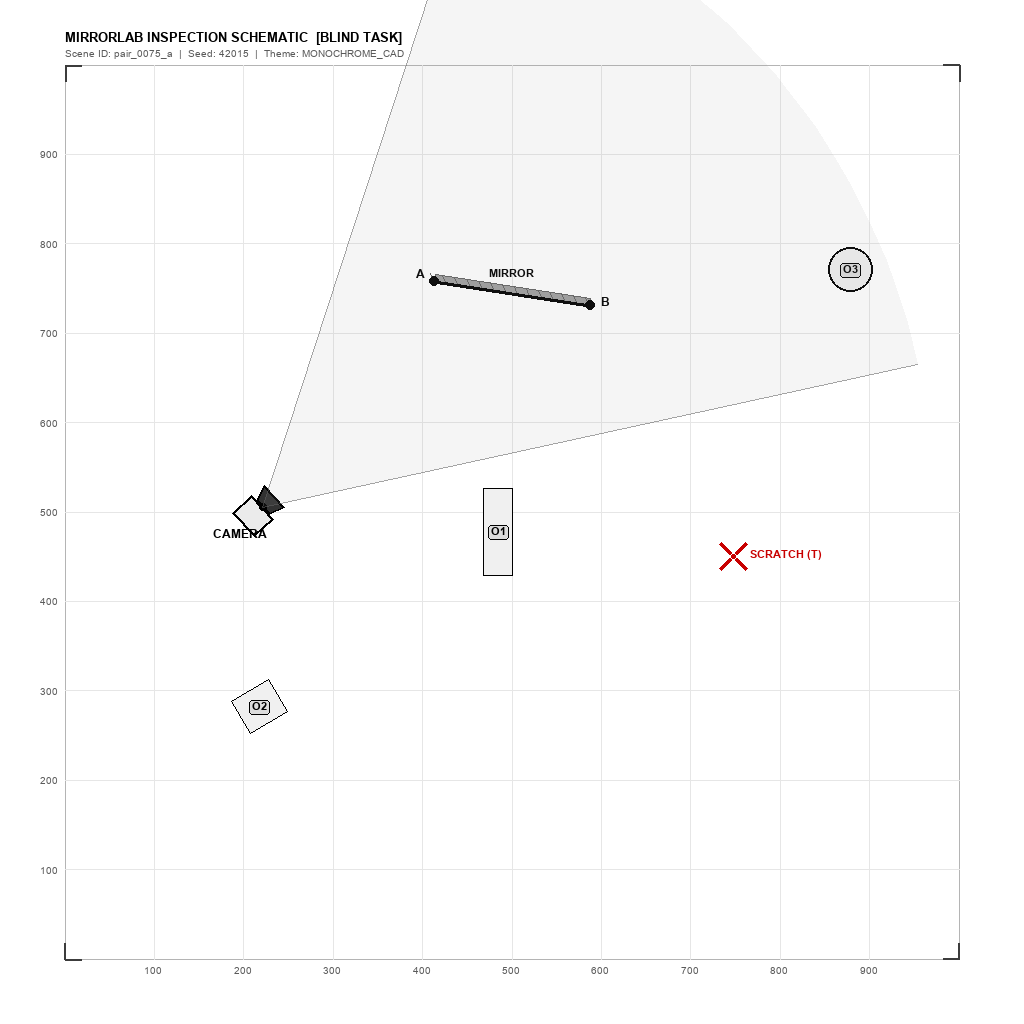 MIRRORLAB INSPECTION SCHEMATIC [BLIND TASK]
Scene ID: pair_0075_a | Seed: 42015 | Theme: MONOCHROME_CAD
900
800
700
600
500
400
300
200
100
A
MIRROR
B
O3
CAMERA
O1
SCRATCH (T)
O2
100
200
300
400
500
600
700
800
900